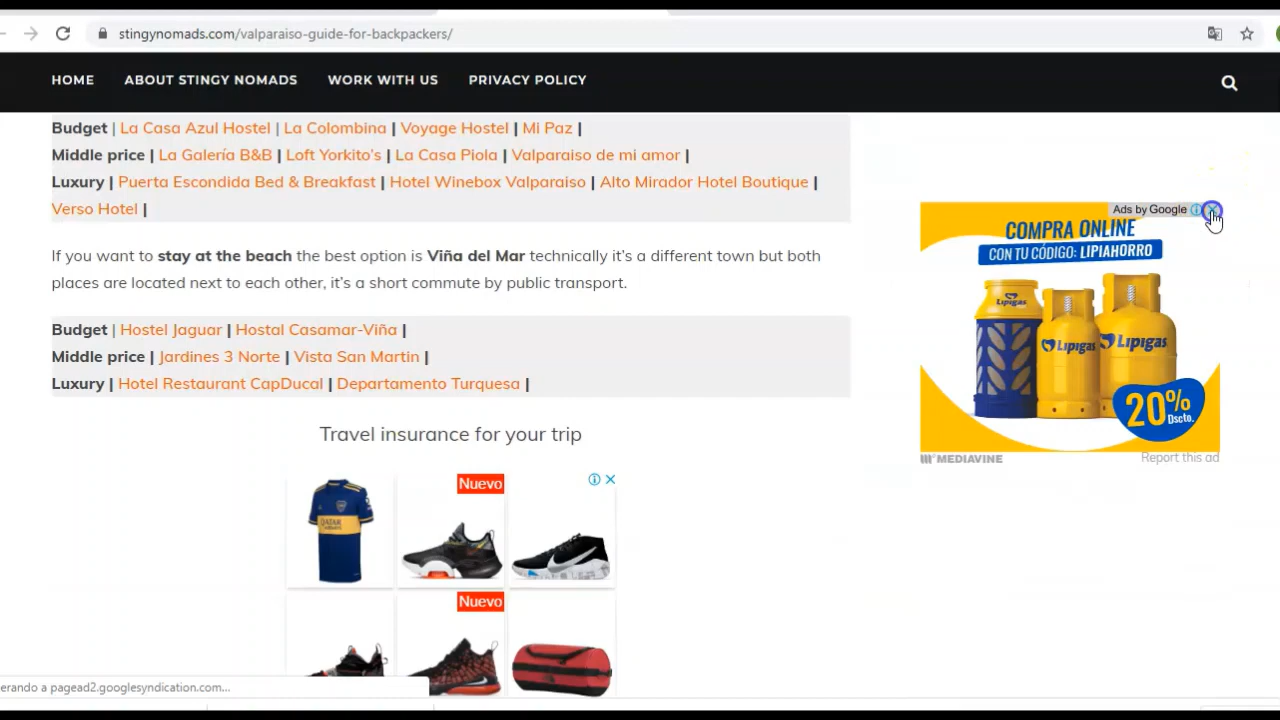 stingynomads.com/valparaiso-guide-for-backpackers/
HOME ABOUT STINGY NOMADS WORK WITH US PRIVACY POLICY
Budget | La Casa Azul Hostel | La Colombina | Voyage Hostel | Mi Paz |
Middle price | La Galería B&B | Loft Yorkito's | La Casa Piola | Valparaiso de mi amor |
Luxury | Puerta Escondida Bed & Breakfast | Hotel Winebox Valparaiso | Alto Mirador Hotel Boutique |
Verso Hotel |
If you want to stay at the beach the best option is Viña del Mar technically it's a different town but both
places are located next to each other, it's a short commute by public transport.
Budget | Hostel Jaguar | Hostal Casamar-Viña |
Middle price | Jardines 3 Norte | Vista San Martin |
Luxury | Hotel Restaurant CapDucal | Departamento Turquesa |
Travel insurance for your trip
Nuevo
QATAR
Nuevo
Ads by Google
COMPRA ONLINE
CON TU CÓDIGO: LIPIAHORRO
Lipigas
Lipigas
Lipigas
20% Dscto.
MEDIAVINE
Report this ad
erando a pagead2.googlesyndication.com...